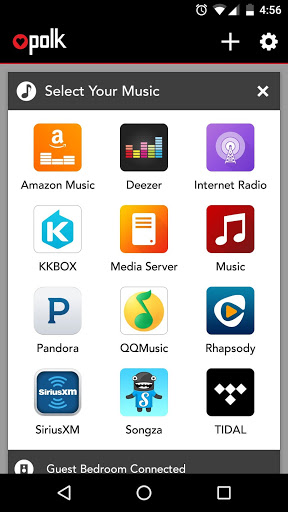 4:56
polk
Select Your Music
Amazon Music
Deezer
Internet Radio
KKBOX
Media Server
Music
Pandora
QQMusic
Rhapsody
SiriusXM
SiriusXM
Songza
TIDAL
Guest Bedroom Connected